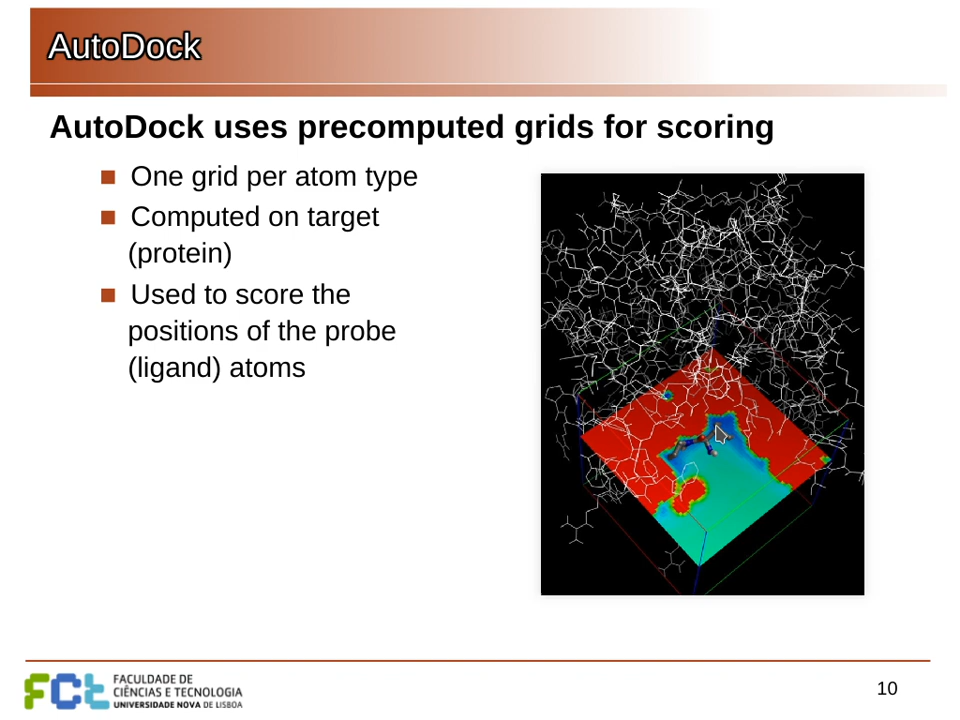 AutoDock
AutoDock uses precomputed grids for scoring
One grid per atom type
Computed on target
(protein)
Used to score the
positions of the probe
(ligand) atoms
FCt
FACULDADE DE
CIÊNCIAS E TECNOLOGIA
UNIVERSIDADE NOVA DE LISBOA
10